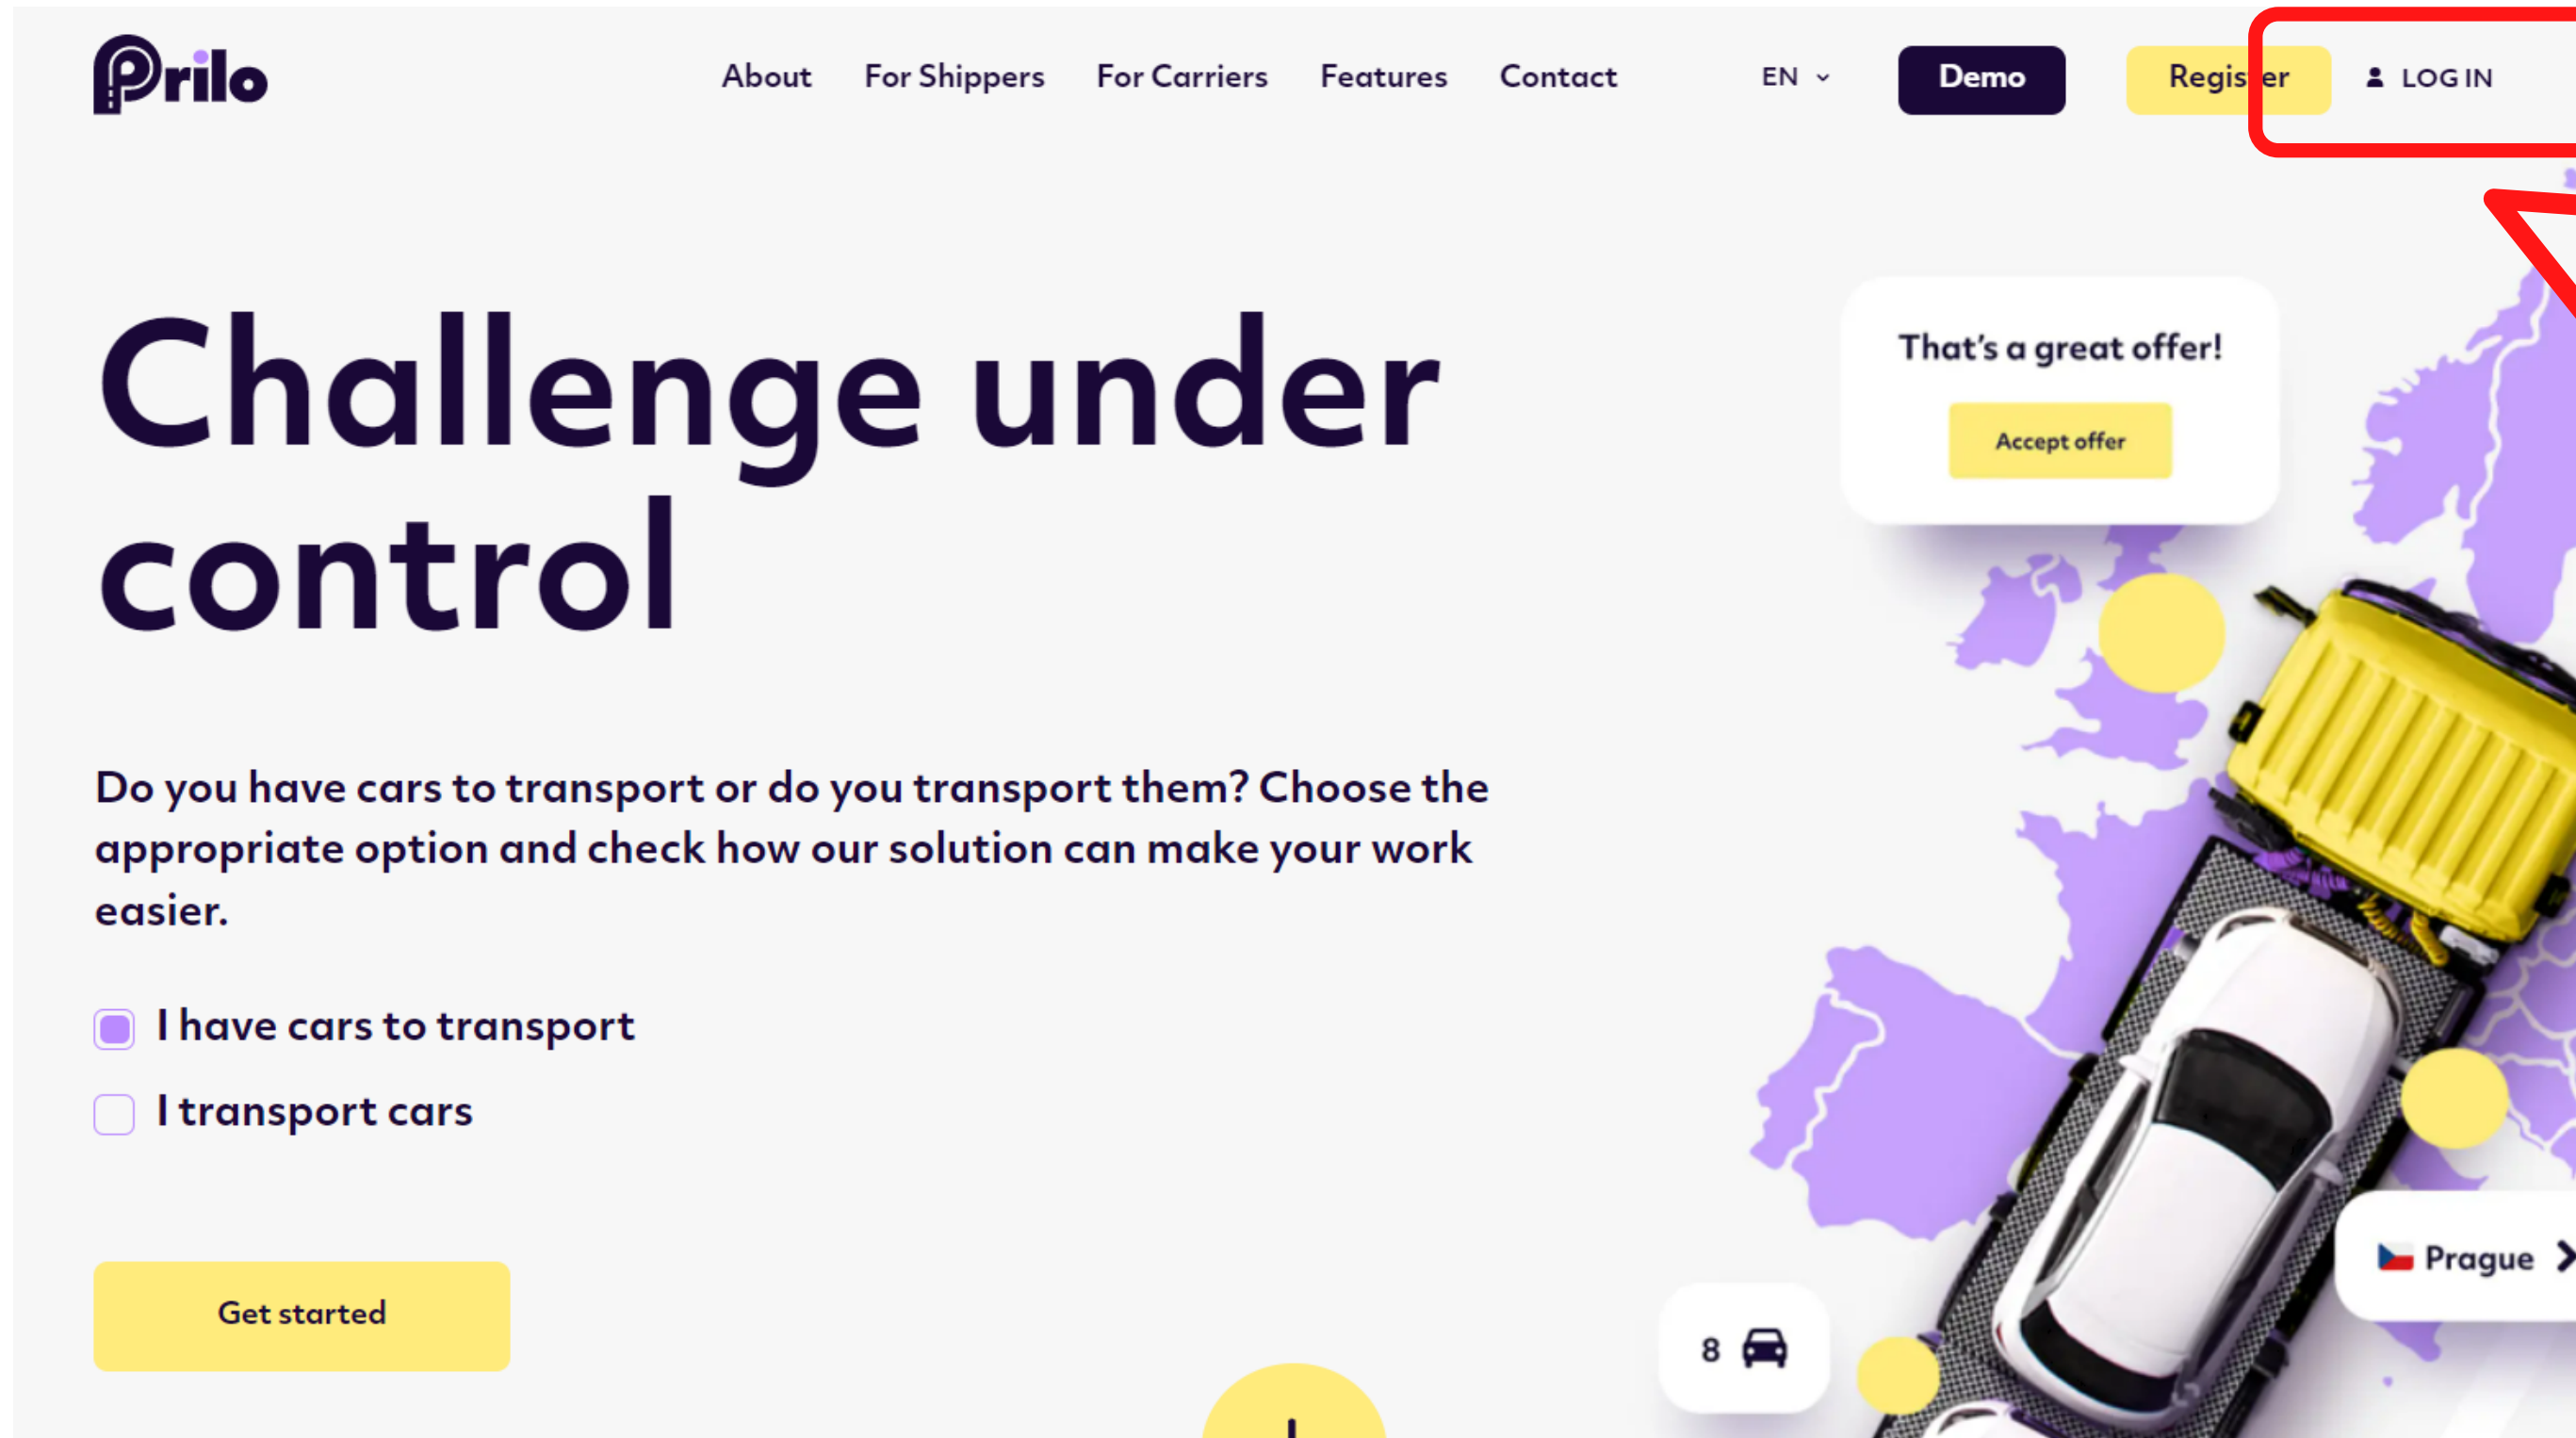 Prilo
About For Shippers For Carriers Features Contact EN Demo Register LOG IN
Challenge under
control
That's a great offer!
Accept offer
Do you have cars to transport or do you transport them? Choose the
appropriate option and check how our solution can make your work
easier.
I have cars to transport
I transport cars
Get started
Prague
8